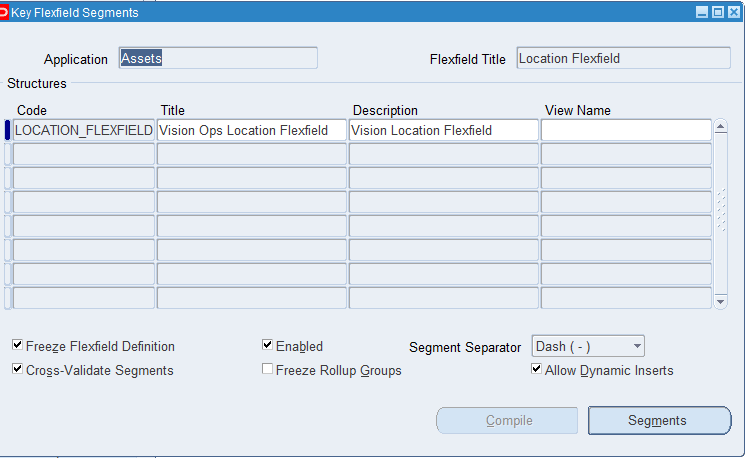 Key Flexfield Segments
Application Assets Flexfield Title Location Flexfield
Structures
Code Title Description View Name
LOCATION_FLEXFIELD Vision Ops Location Flexfield Vision Location Flexfield
Freeze Flexfield Definition Enabled Segment Separator Dash ( - )
Cross-Validate Segments Freeze Rollup Groups Allow Dynamic Inserts
Compile Segments